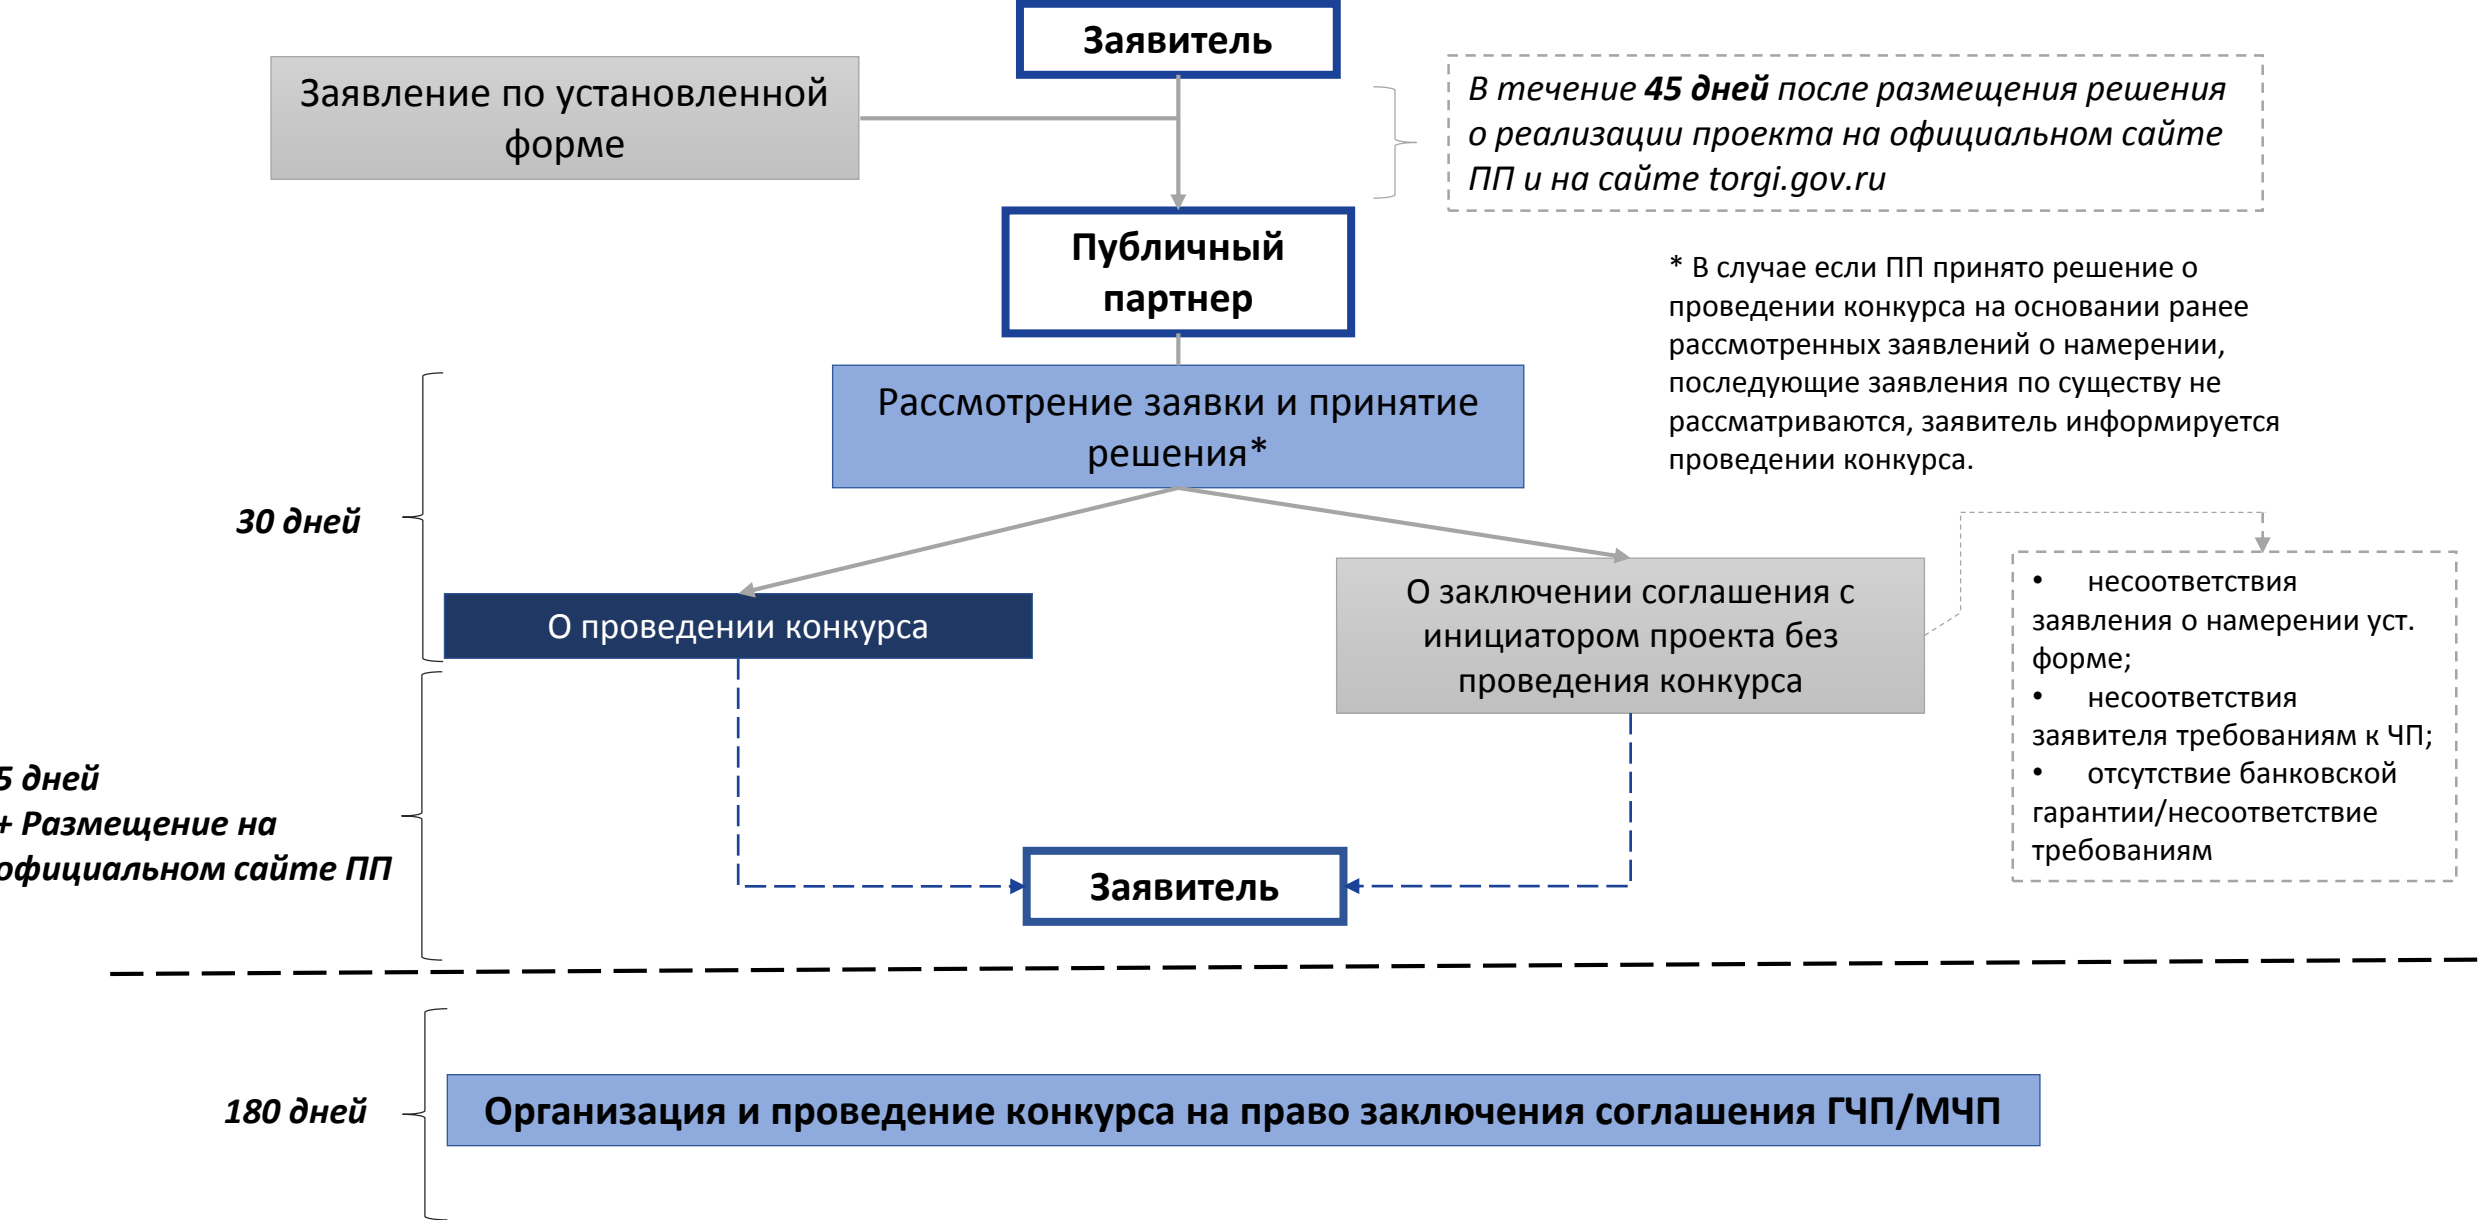 Заявитель
Заявление по установленной
форме
В течение 45 дней после размещения решения
о реализации проекта на официальном сайте
ПП и на сайте torgi.gov.ru
Публичный
партнер
* В случае если ПП принято решение о
проведении конкурса на основании ранее
рассмотренных заявлений о намерении,
последующие заявления по существу не
рассматриваются, заявитель информируется
проведении конкурса.
Рассмотрение заявки и принятие
решения*
30 дней
О проведении конкурса
О заключении соглашения с
инициатором проекта без
проведения конкурса
• несоответствия
заявления о намерении уст.
форме;
• несоответствия
заявителя требованиям к ЧП;
• отсутствие банковской
гарантии/несоответствие
требованиям
5 дней
+ Размещение на
официальном сайте ПП
Заявитель
180 дней
Организация и проведение конкурса на право заключения соглашения ГЧП/МЧП